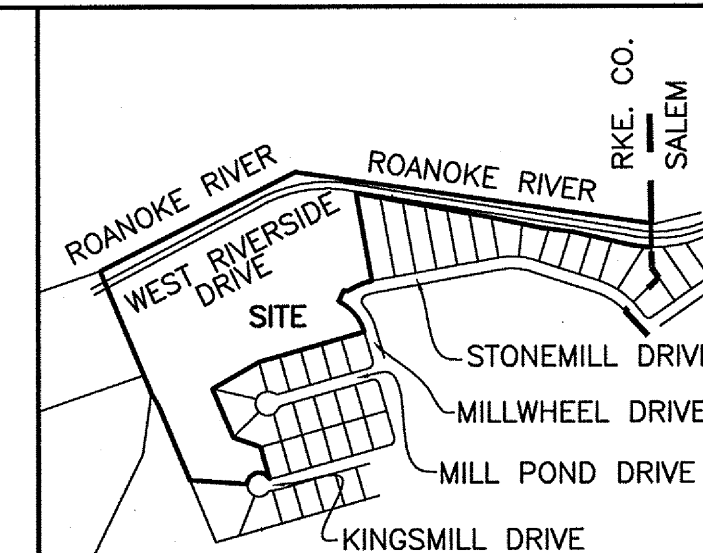 RKE. CO.
SALEM
ROANOKE RIVER
ROANOKE RIVER
WEST RIVERSIDE
DRIVE
SITE
STONEMILL DRIVE
MILLWHEEL DRIVE
MILL POND DRIVE
KINGSMILL DRIVE